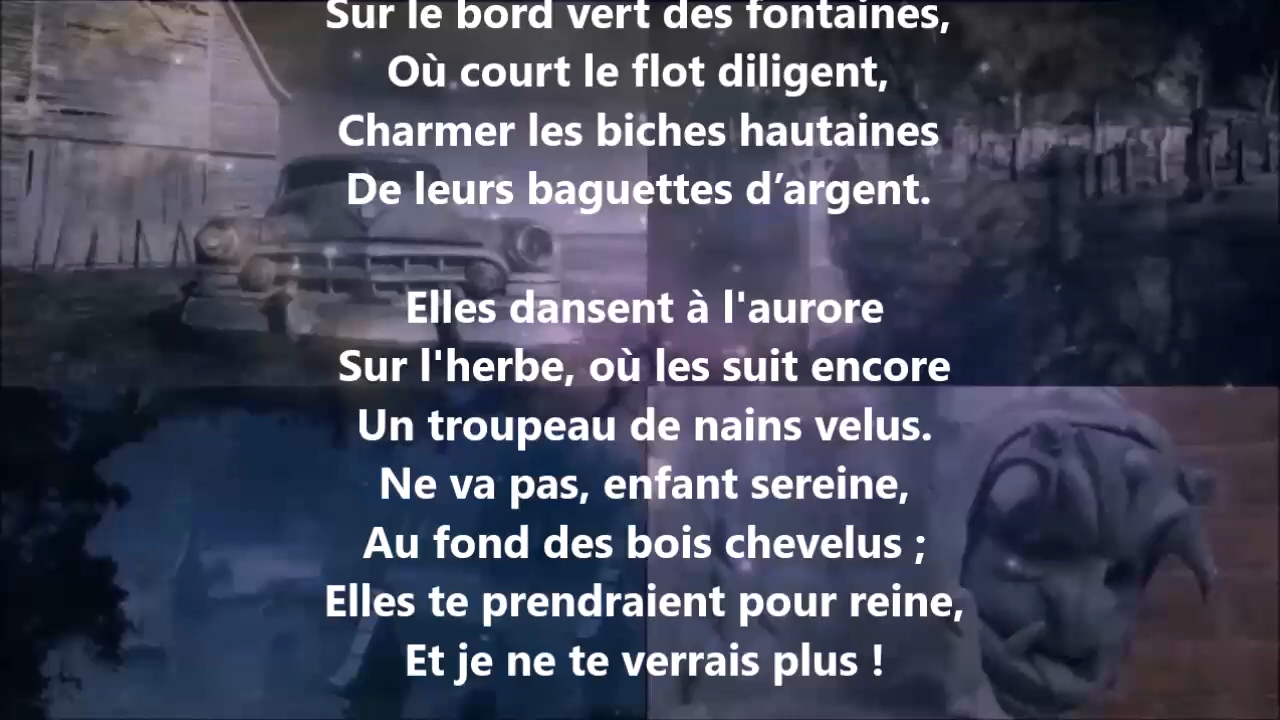 Sur le bord vert des fontaines,
Où court le flot diligent,
Charmer les biches hautaines
De leurs baguettes d’argent.
Elles dansent à l'aurore
Sur l'herbe, où les suit encore
Un troupeau de nains velus.
Ne va pas, enfant sereine,
Au fond des bois chevelus ;
Elles te prendraient pour reine,
Et je ne te verrais plus !